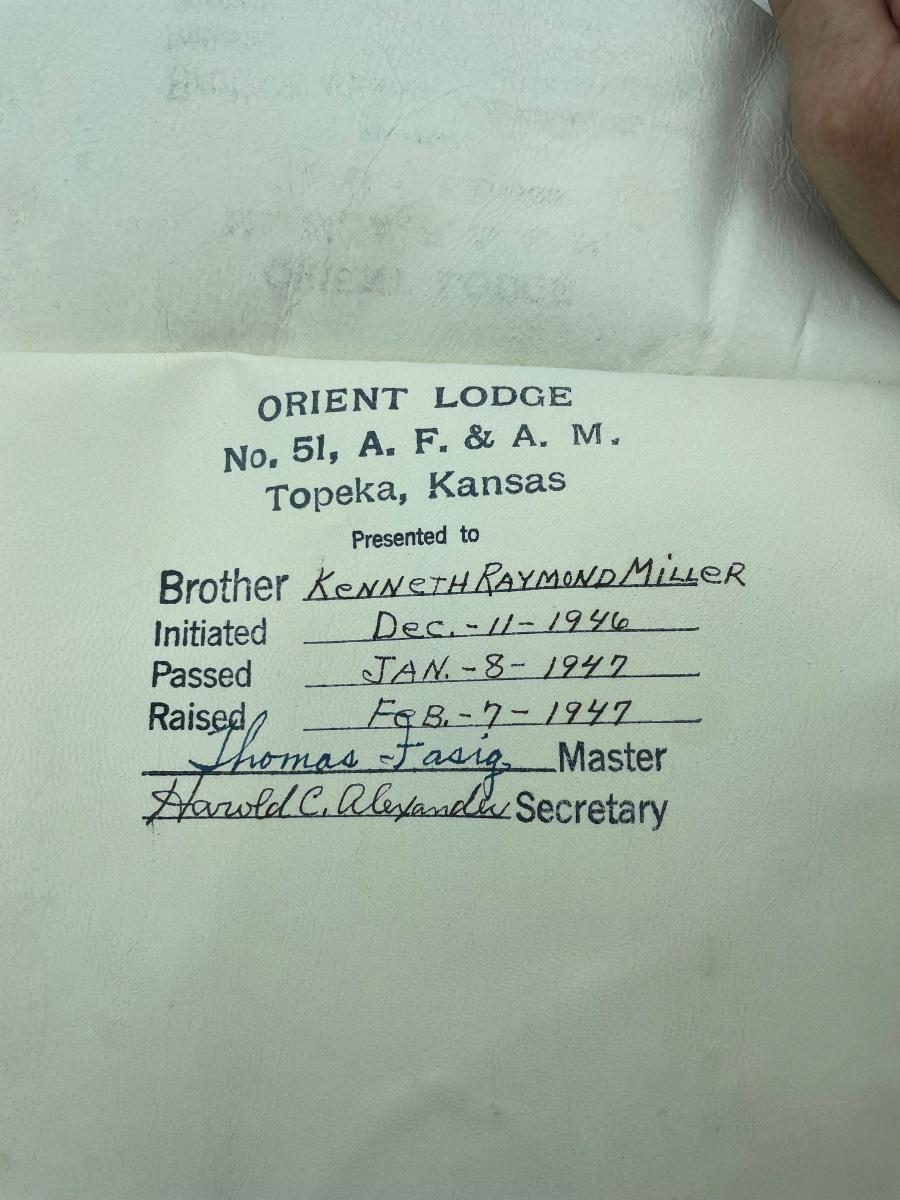 ORIENT LODGE
No. 51, A. F. & A. M.
Topeka, Kansas
Presented to
Brother KENNETH RAYMOND MILLER
Initiated Dec.-11-1946
Passed JAN.-8-1947
Raised FeB.-7-1947
Thomas Fasig Master
Harold C. Alexander Secretary